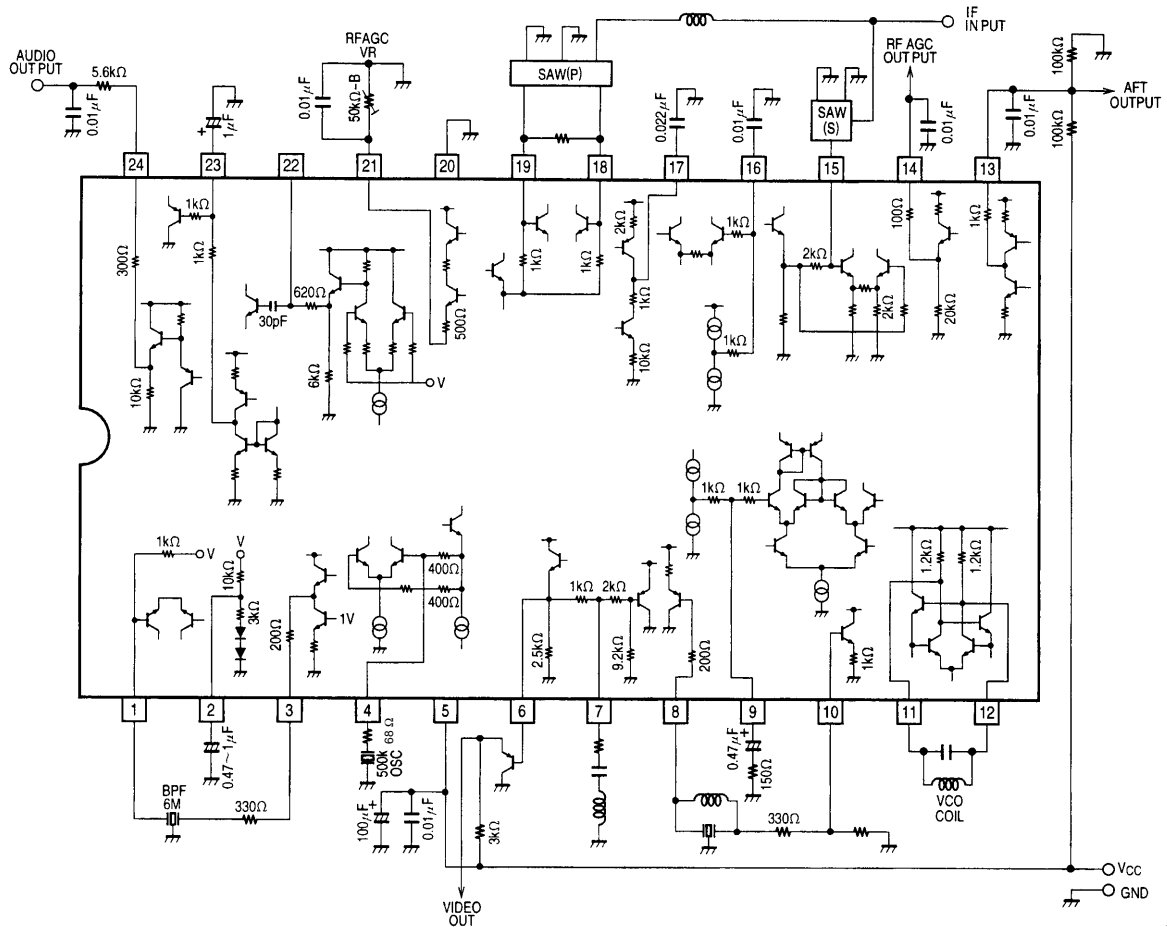 IF
INPUT
AUDIO
OUTPUT
5.6kΩ
0.01μF
+
1μF
RFAGC
VR
0.01μF
50kΩ-B
SAW(P)
0.022μF
0.01μF
SAW
(S)
RF AGC
OUTPUT
0.01μF
0.01μF
100kΩ
100kΩ
AFT
OUTPUT
24
23
22
21
20
19
18
17
16
15
14
13
300Ω
1kΩ
1kΩ
10kΩ
30pF
620Ω
6kΩ
V
500Ω
1kΩ
1kΩ
2kΩ
1kΩ
10kΩ
1kΩ
1kΩ
2kΩ
2kΩ
100Ω
20kΩ
1kΩ
1kΩ
V
V
10kΩ
3kΩ
200Ω
1V
400Ω
400Ω
2.5kΩ
1kΩ
2kΩ
9.2kΩ
200Ω
1kΩ
1kΩ
1kΩ
1.2kΩ
1.2kΩ
1
2
3
4
5
6
7
8
9
10
11
12
0.47~1μF
BPF
6M
330Ω
68Ω
500k
OSC
100μF
+
0.01μF
3kΩ
VIDEO
OUT
330Ω
0.47μF
+
150Ω
VCO
COIL
VCC
GND